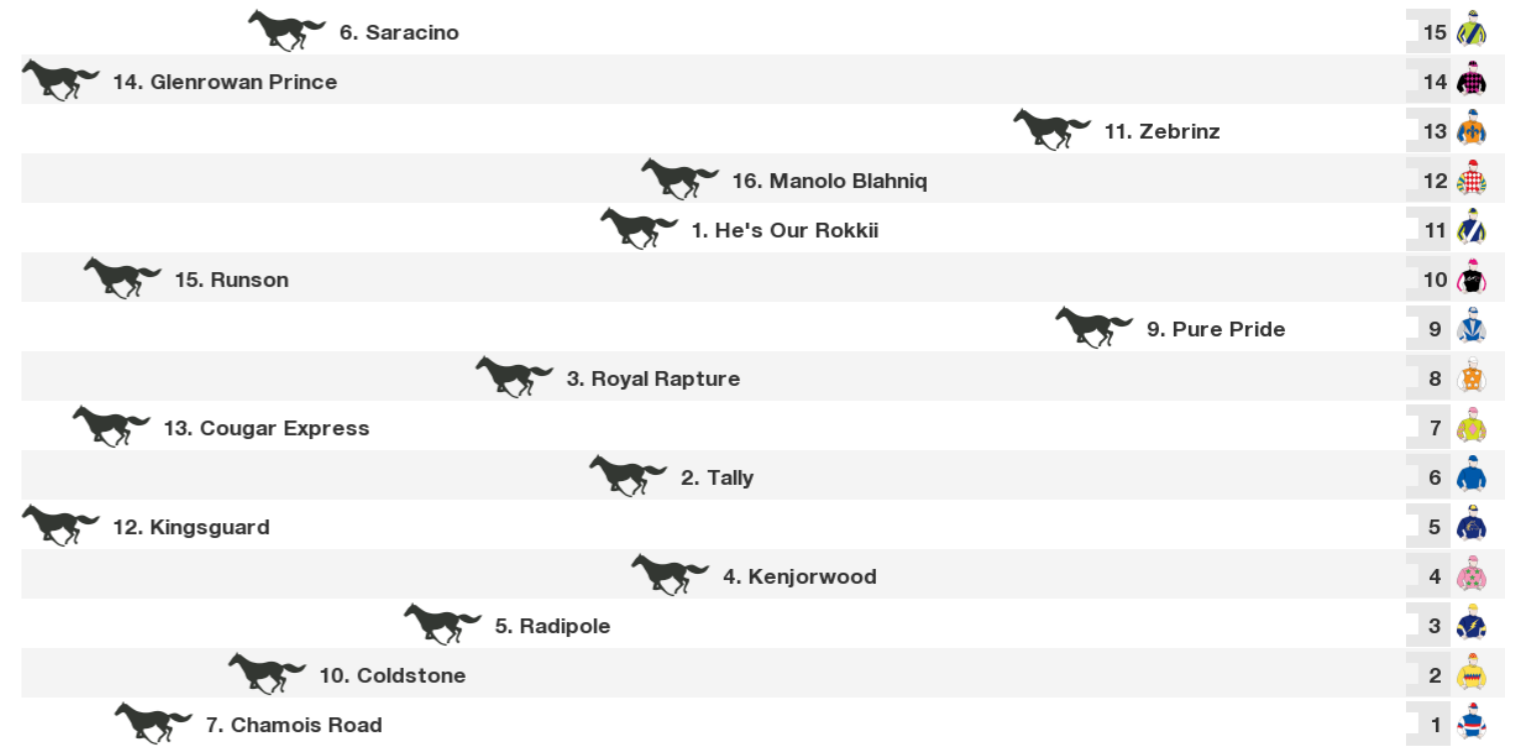 6. Saracino 15
14. Glenrowan Prince 14
11. Zebrinz 13
16. Manolo Blahniq 12
1. He's Our Rokkii 11
15. Runson 10
9. Pure Pride 9
3. Royal Rapture 8
13. Cougar Express 7
2. Tally 6
12. Kingsguard 5
4. Kenjorwood 4
5. Radipole 3
10. Coldstone 2
7. Chamois Road 1